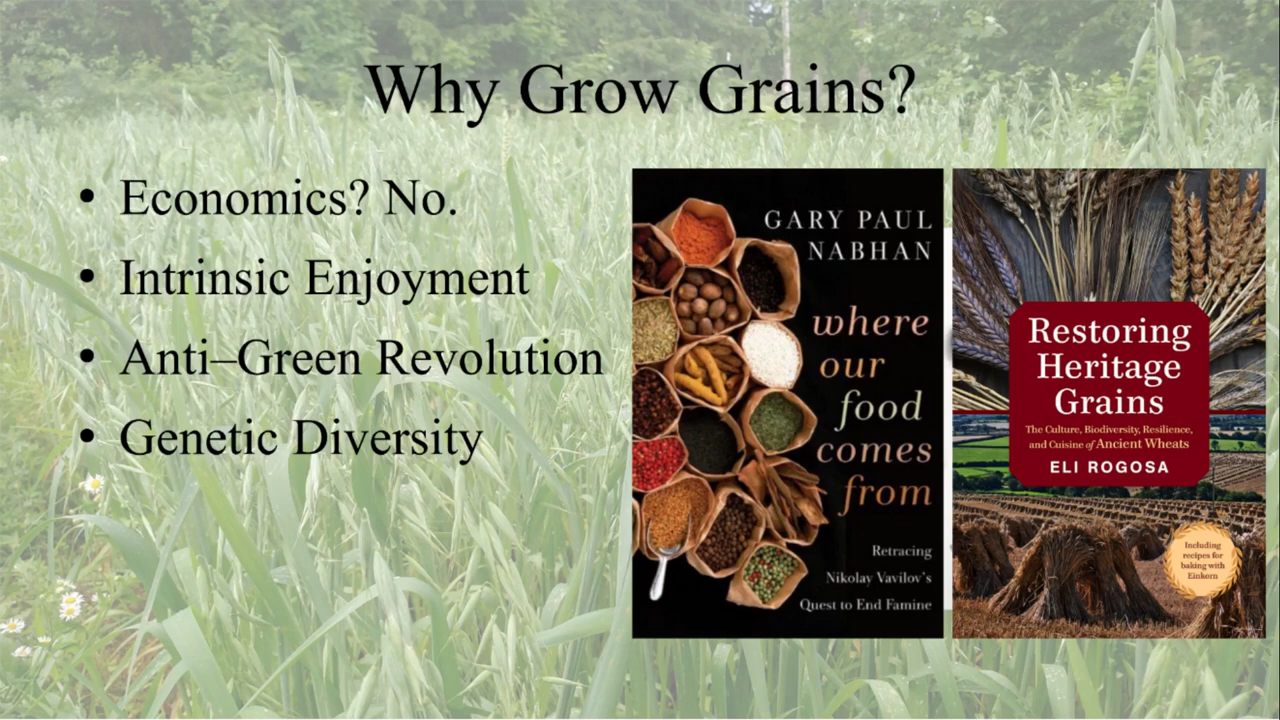 Why Grow Grains?
• Economics? No.
• Intrinsic Enjoyment
• Anti–Green Revolution
• Genetic Diversity
GARY PAUL
NABHAN
where
our
food
comes
from
Retracing
Nikolay Vavilov's
Quest to End Famine
Restoring
Heritage
Grains
The Culture, Biodiversity, Resilience,
and Cuisine of Ancient Wheats
ELI ROGOSA
Including
recipes for
baking with
Einkorn